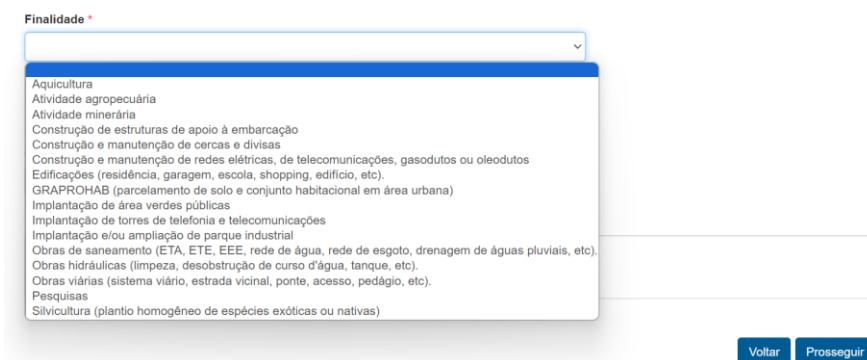 Finalidade *
Aquicultura
Atividade agropecuária
Atividade minerária
Construção de estruturas de apoio à embarcação
Construção e manutenção de cercas e divisas
Construção e manutenção de redes elétricas, de telecomunicações, gasodutos ou oleodutos
Edificações (residência, garagem, escola, shopping, edifício, etc).
GRAPROHAB (parcelamento de solo e conjunto habitacional em área urbana)
Implantação de área verdes públicas
Implantação de torres de telefonia e telecomunicações
Implantação e/ou ampliação de parque industrial
Obras de saneamento (ETA, ETE, EEE, rede de água, rede de esgoto, drenagem de águas pluviais, etc).
Obras hidráulicas (limpeza, desobstrução de curso d'água, tanque, etc).
Obras viárias (sistema viário, estrada vicinal, ponte, acesso, pedágio, etc).
Pesquisas
Silvicultura (plantio homogêneo de espécies exóticas ou nativas)
Voltar Prosseguir